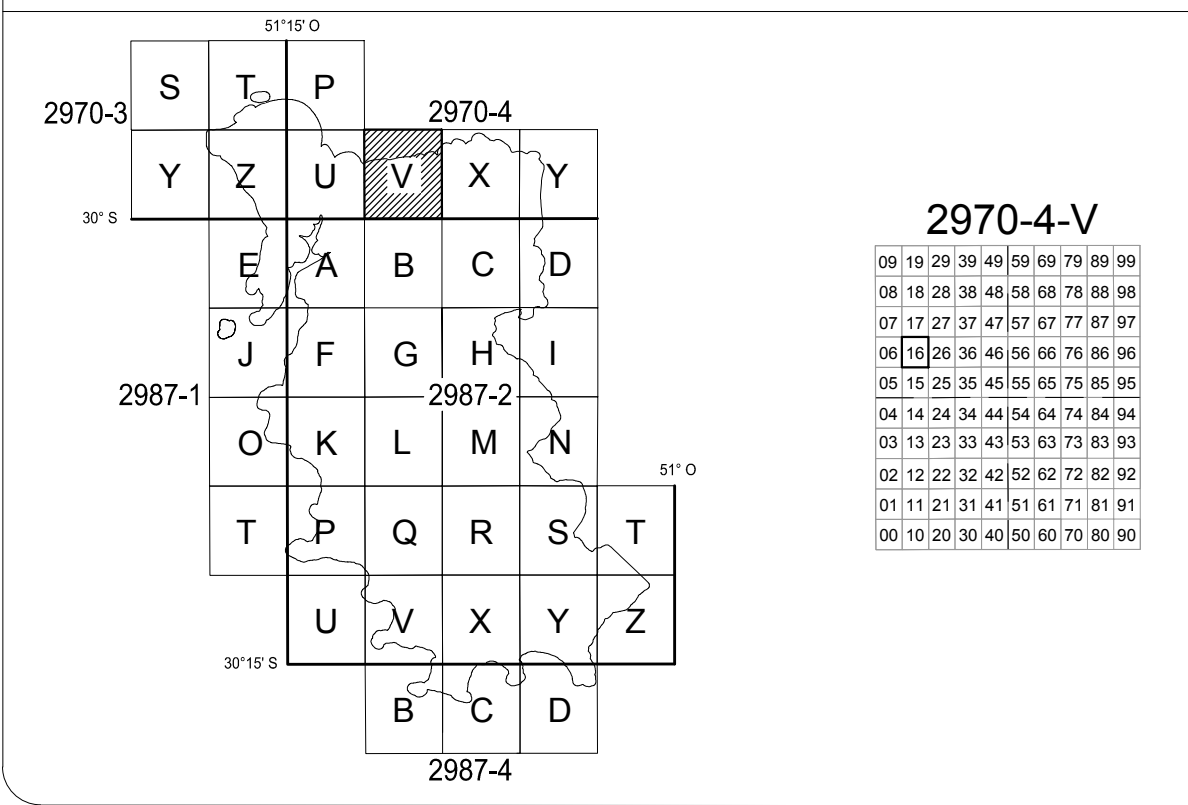 51°15' O
S T P
2970-3 2970-4
Y Z U V X Y
30° S
E A B C D
J F G H I
2987-1 2987-2
O K L M N
51° O
T P Q R S T
U V X Y Z
30°15' S
B C D
2987-4
2970-4-V
09 19 29 39 49 59 69 79 89 99
08 18 28 38 48 58 68 78 88 98
07 17 27 37 47 57 67 77 87 97
06 16 26 36 46 56 66 76 86 96
05 15 25 35 45 55 65 75 85 95
04 14 24 34 44 54 64 74 84 94
03 13 23 33 43 53 63 73 83 93
02 12 22 32 42 52 62 72 82 92
01 11 21 31 41 51 61 71 81 91
00 10 20 30 40 50 60 70 80 90